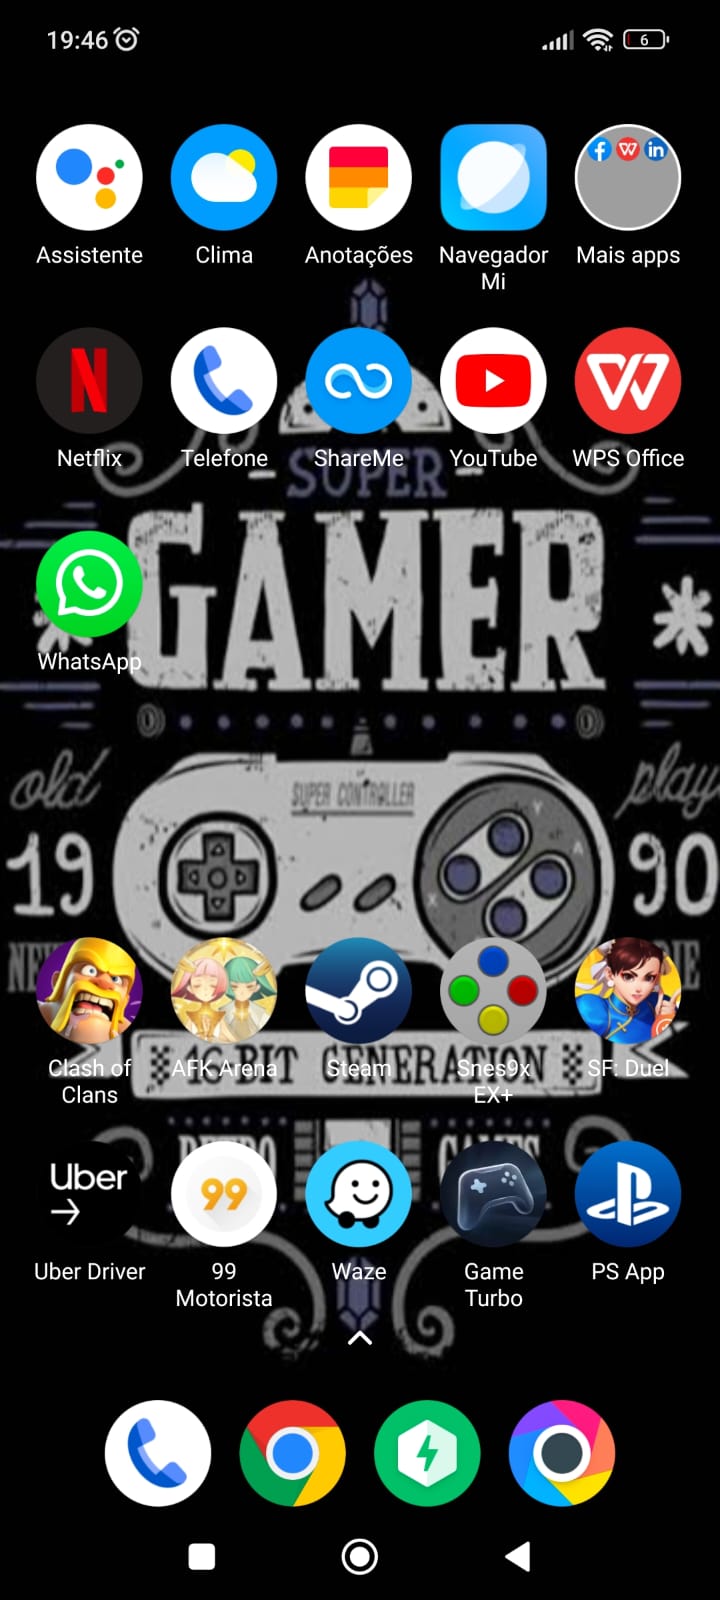 19:46
6
Assistente
Clima
Anotações
Navegador
Mi
Mais apps
Netflix
Telefone
ShareMe
YouTube
WPS Office
SUPER
GAMER
WhatsApp
SUPER CONTROLLER
old
play
19
90
Y
A
X
Clash of
Clans
AFK Arena
Steam
Snes9x
EX+
SF: Duel
16-BIT GENERATION
Uber
99
Uber Driver
99
Motorista
Waze
Game
Turbo
PS App